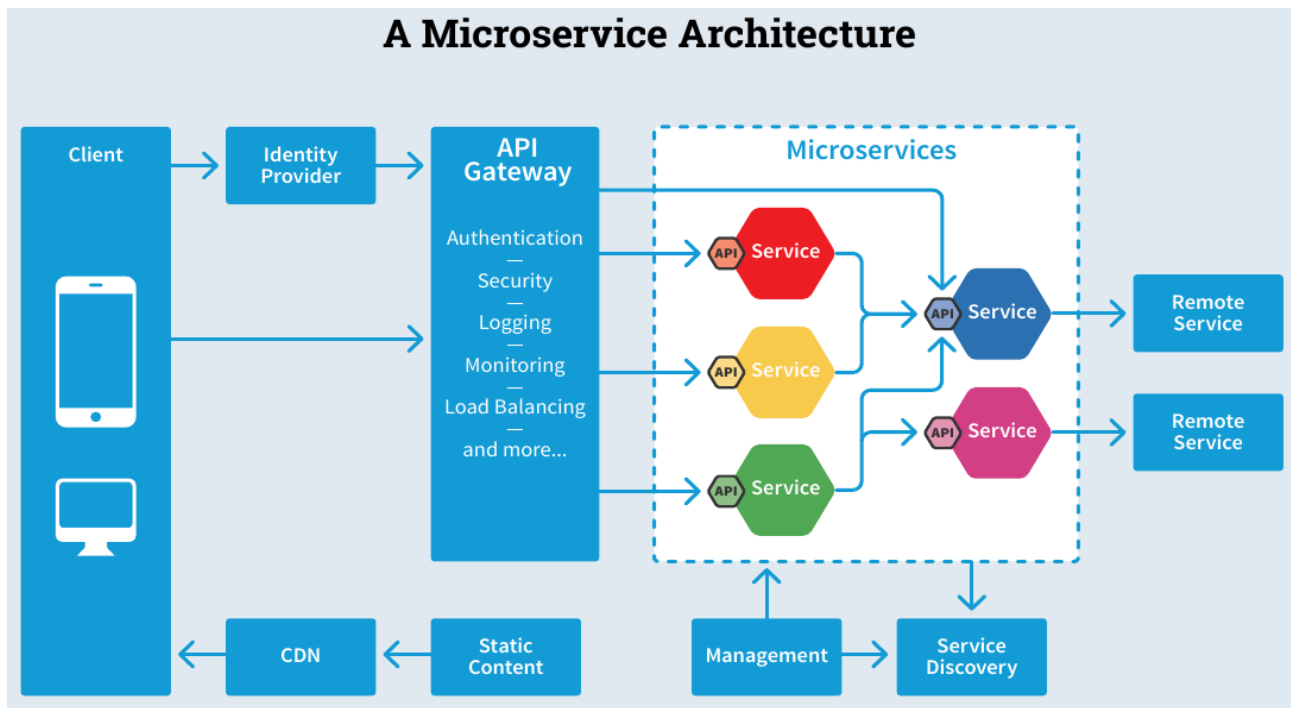 A Microservice Architecture
Client
Identity
Provider
API
Gateway
Authentication
—
Security
—
Logging
—
Monitoring
—
Load Balancing
—
and more...
Microservices
API
Service
API
Service
API
Service
API
Service
API
Service
Remote
Service
Remote
Service
CDN
Static
Content
Management
Service
Discovery